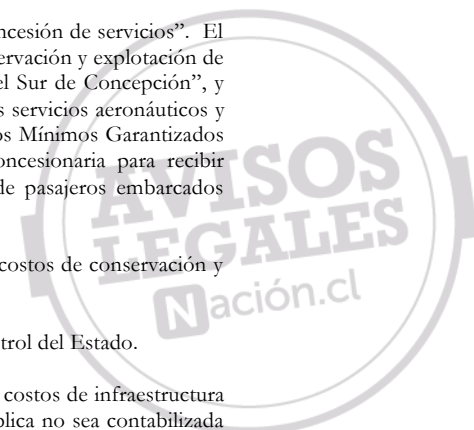 ncesión de servicios”. El
servación y explotación de
el Sur de Concepción”, y
s servicios aeronáuticos y
os Mínimos Garantizados
oncesionaria para recibir
de pasajeros embarcados
costos de conservación y
trol del Estado.
costos de infraestructura
blica no sea contabilizada
AVISOS
LEGALES
Nación.cl